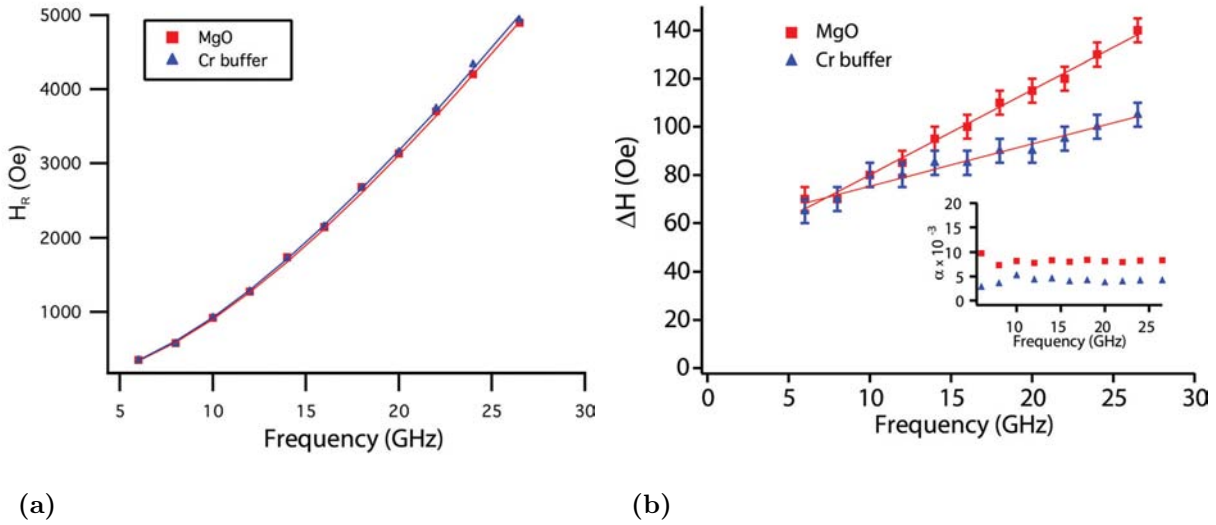 MgO
Cr buffer
5000
4000
3000
2000
1000
H_R (Oe)
5
10
15
20
25
30
Frequency (GHz)
(a)
MgO
Cr buffer
140
120
100
80
60
40
20
0
ΔH (Oe)
20
15
10
5
0
α x 10 -3
10
15
20
25
Frequency (GHz)
0
5
10
15
20
25
30
Frequency (GHz)
(b)